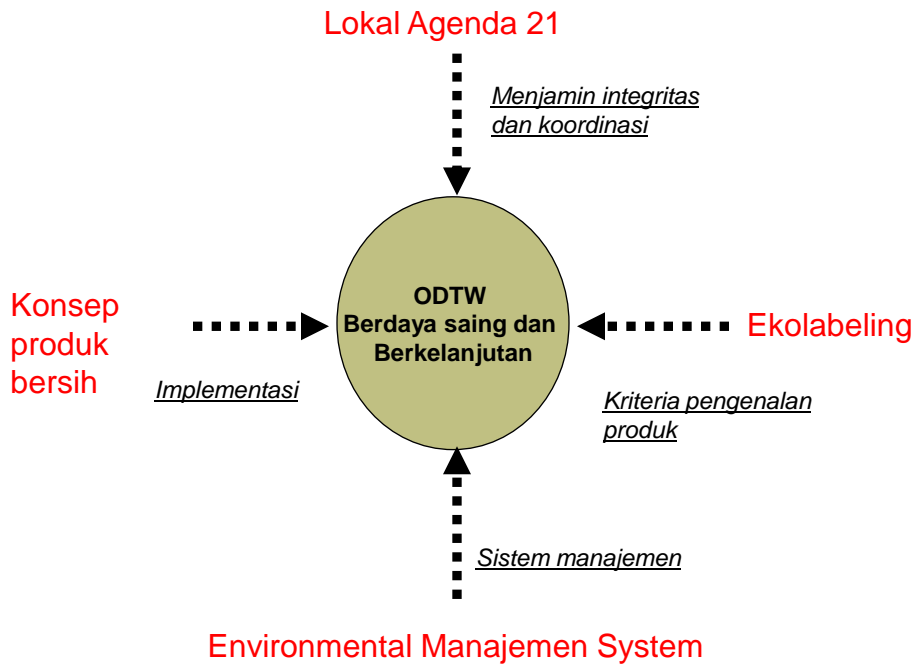 Lokal Agenda 21
Menjamin integritas
dan koordinasi
Konsep
produk
bersih
Implementasi
ODTW
Berdaya saing dan
Berkelanjutan
Ekolabeling
Kriteria pengenalan
produk
Sistem manajemen
Environmental Manajemen System